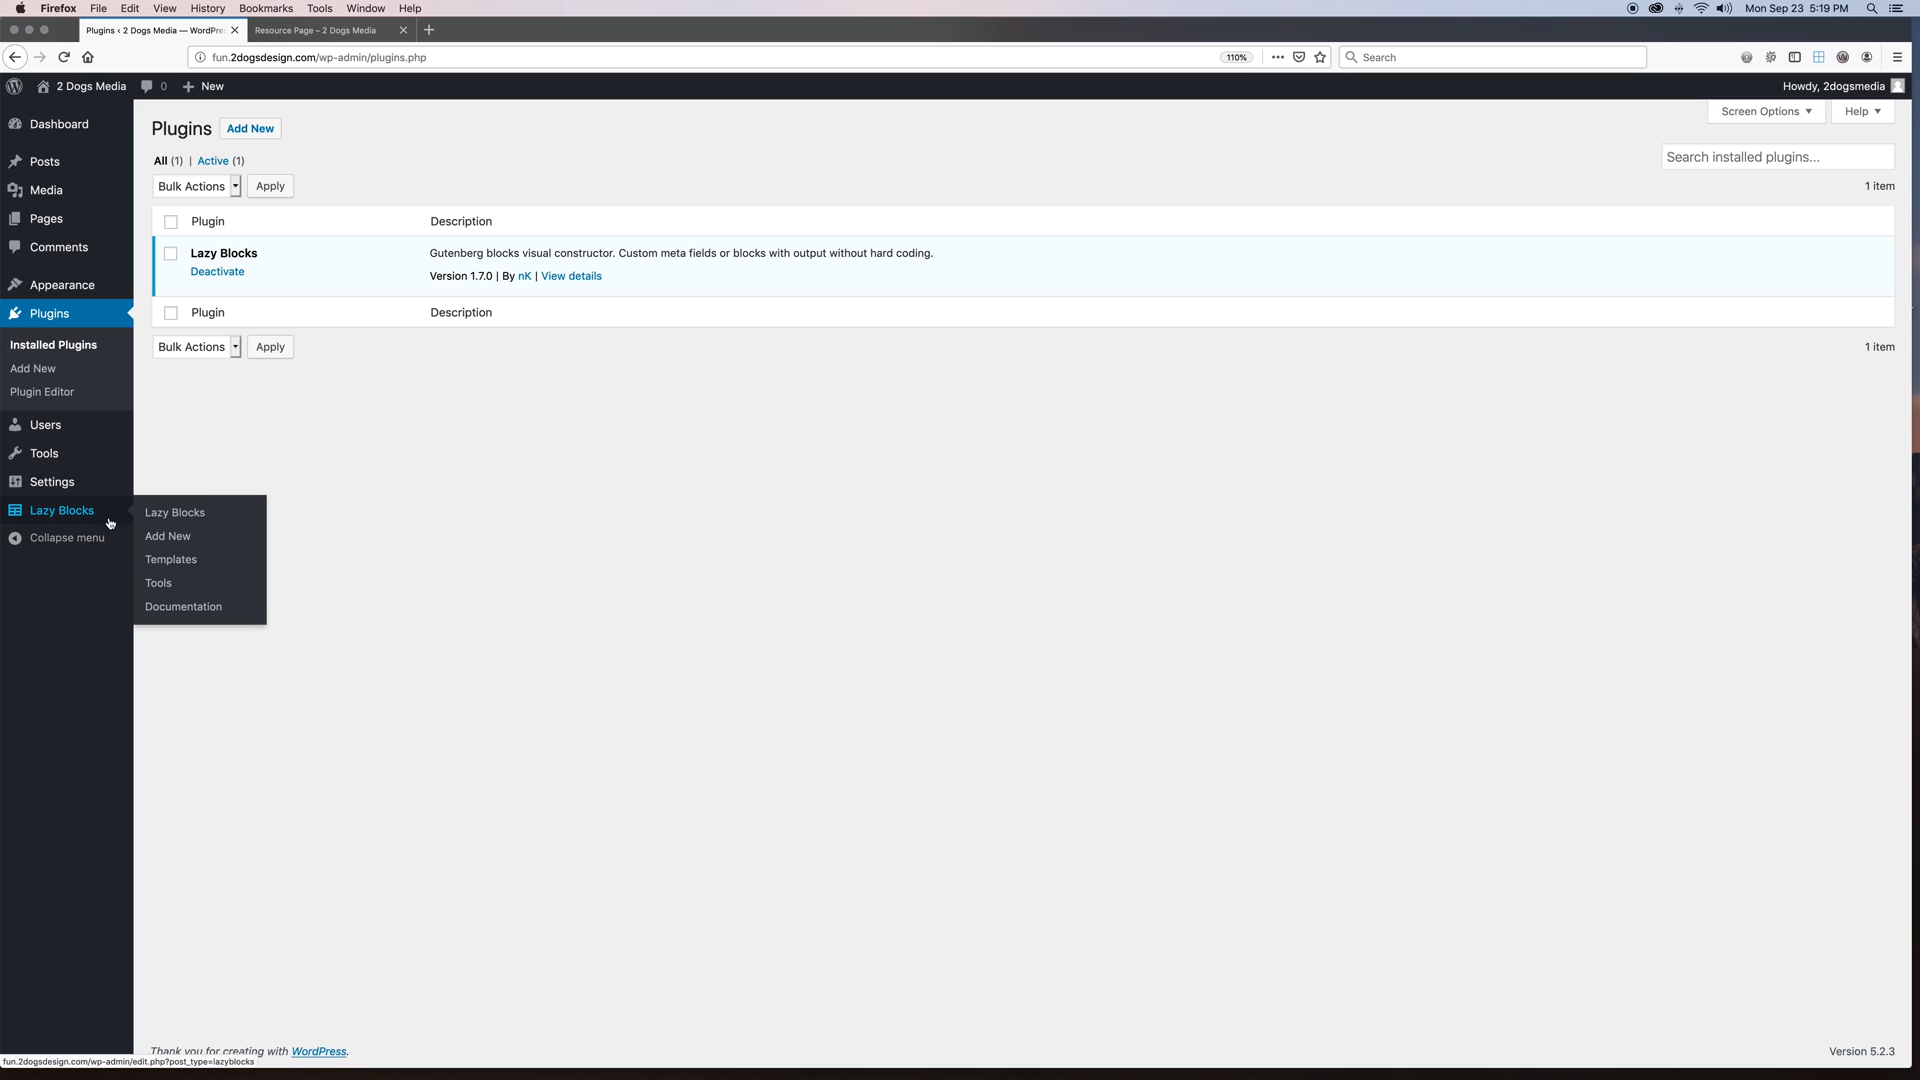 Firefox File Edit View History Bookmarks Tools Window Help
Mon Sep 23 5:19 PM
Plugins ‹ 2 Dogs Media — WordPre
Resource Page – 2 Dogs Media
fun.2dogsdesign.com/wp-admin/plugins.php
110%
Search
2 Dogs Media
0
New
Howdy, 2dogsmedia
Dashboard
Posts
Media
Pages
Comments
Appearance
Plugins
Installed Plugins
Add New
Plugin Editor
Users
Tools
Settings
Lazy Blocks
Collapse menu
Lazy Blocks
Add New
Templates
Tools
Documentation
Screen Options
Help
Plugins
Add New
All (1) | Active (1)
Search installed plugins...
Bulk Actions
Apply
1 item
Plugin
Description
Lazy Blocks
Deactivate
Gutenberg blocks visual constructor. Custom meta fields or blocks with output without hard coding.
Version 1.7.0 | By nK | View details
Plugin
Description
Bulk Actions
Apply
1 item
Thank you for creating with WordPress.
Version 5.2.3
fun.2dogsdesign.com/wp-admin/edit.php?post_type=lazyblocks